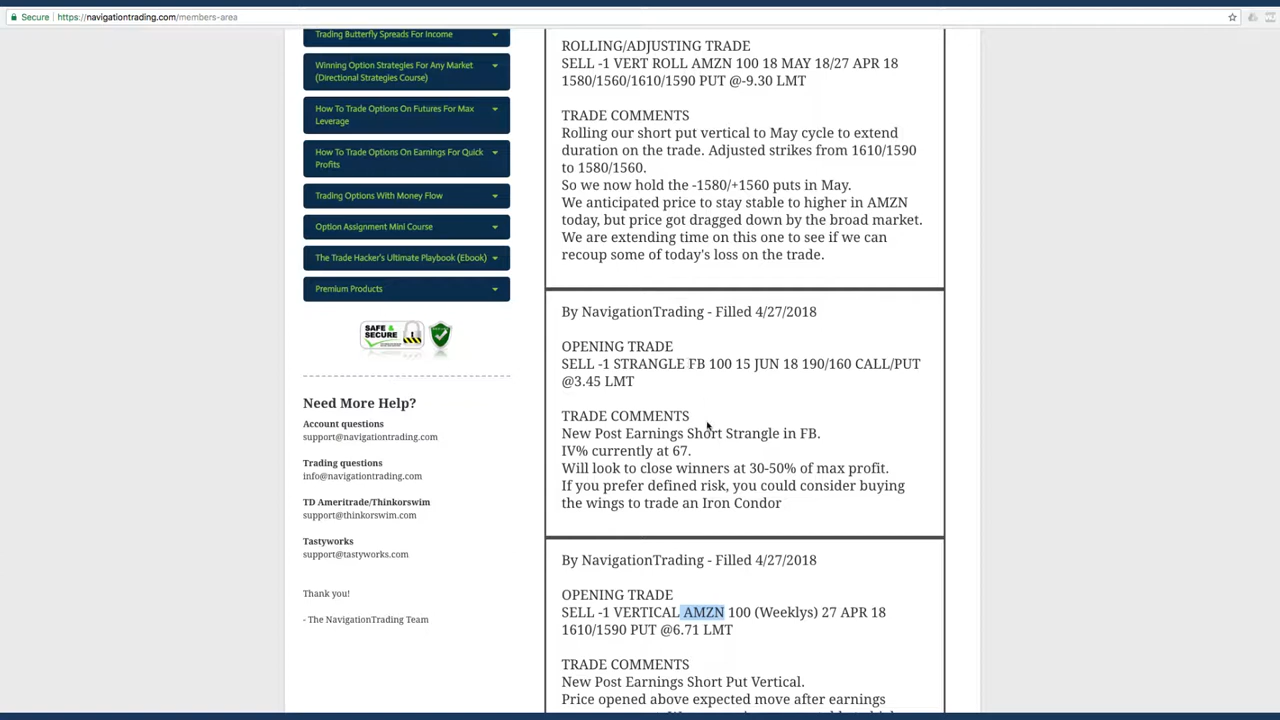 Secure https://navigationtrading.com/members-area
Trading Butterfly Spreads For Income
Winning Option Strategies For Any Market
(Directional Strategies Course)
How To Trade Options On Futures For Max
Leverage
How To Trade Options On Earnings For Quick
Profits
Trading Options With Money Flow
Option Assignment Mini Course
The Trade Hacker's Ultimate Playbook (Ebook)
Premium Products
SAFE &
SECURE
Need More Help?
Account questions
support@navigationtrading.com
Trading questions
info@navigationtrading.com
TD Ameritrade/Thinkorswim
support@thinkorswim.com
Tastyworks
support@tastyworks.com
Thank you!
- The NavigationTrading Team
ROLLING/ADJUSTING TRADE
SELL -1 VERT ROLL AMZN 100 18 MAY 18/27 APR 18
1580/1560/1610/1590 PUT @-9.30 LMT
TRADE COMMENTS
Rolling our short put vertical to May cycle to extend
duration on the trade. Adjusted strikes from 1610/1590
to 1580/1560.
So we now hold the -1580/+1560 puts in May.
We anticipated price to stay stable to higher in AMZN
today, but price got dragged down by the broad market.
We are extending time on this one to see if we can
recoup some of today's loss on the trade.
By NavigationTrading - Filled 4/27/2018
OPENING TRADE
SELL -1 STRANGLE FB 100 15 JUN 18 190/160 CALL/PUT
@3.45 LMT
TRADE COMMENTS
New Post Earnings Short Strangle in FB.
IV% currently at 67.
Will look to close winners at 30-50% of max profit.
If you prefer defined risk, you could consider buying
the wings to trade an Iron Condor
By NavigationTrading - Filled 4/27/2018
OPENING TRADE
SELL -1 VERTICAL AMZN 100 (Weeklys) 27 APR 18
1610/1590 PUT @6.71 LMT
TRADE COMMENTS
New Post Earnings Short Put Vertical.
Price opened above expected move after earnings